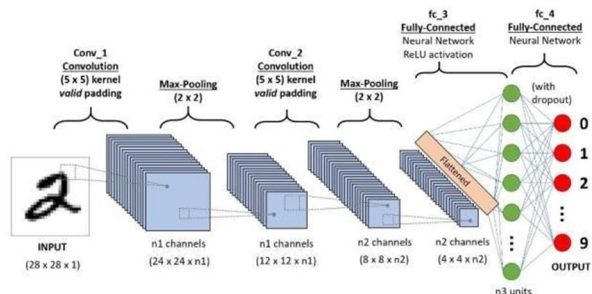 Conv_1
Convolution
(5 x 5) kernel
valid padding
Max-Pooling
(2 x 2)
Conv_2
Convolution
(5 x 5) kernel
valid padding
Max-Pooling
(2 x 2)
fc_3
Fully-Connected
Neural Network
ReLU activation
fc_4
Fully-Connected
Neural Network
(with
dropout)
Flattened
2
0
1
2
9
INPUT
(28 x 28 x 1)
n1 channels
(24 x 24 x n1)
n1 channels
(12 x 12 x n1)
n2 channels
(8 x 8 x n2)
n2 channels
(4 x 4 x n2)
OUTPUT
n3 units